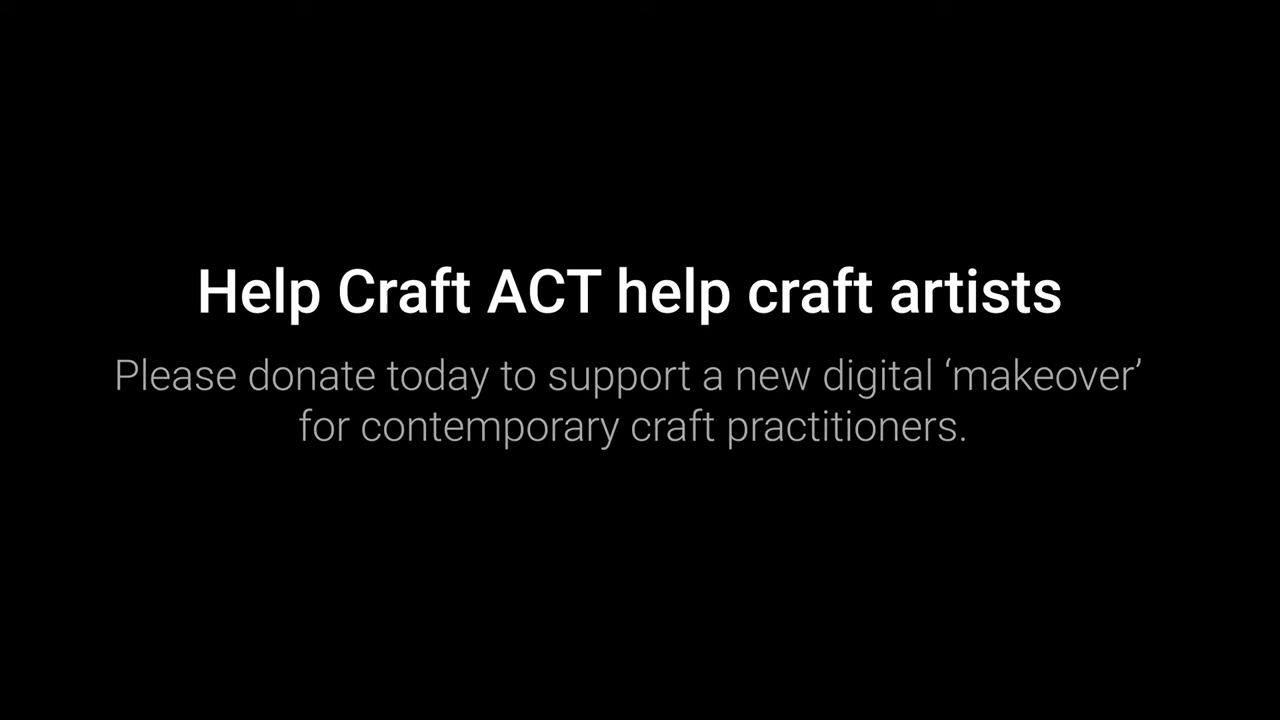 Help Craft ACT help craft artists
Please donate today to support a new digital ‘makeover’
for contemporary craft practitioners.